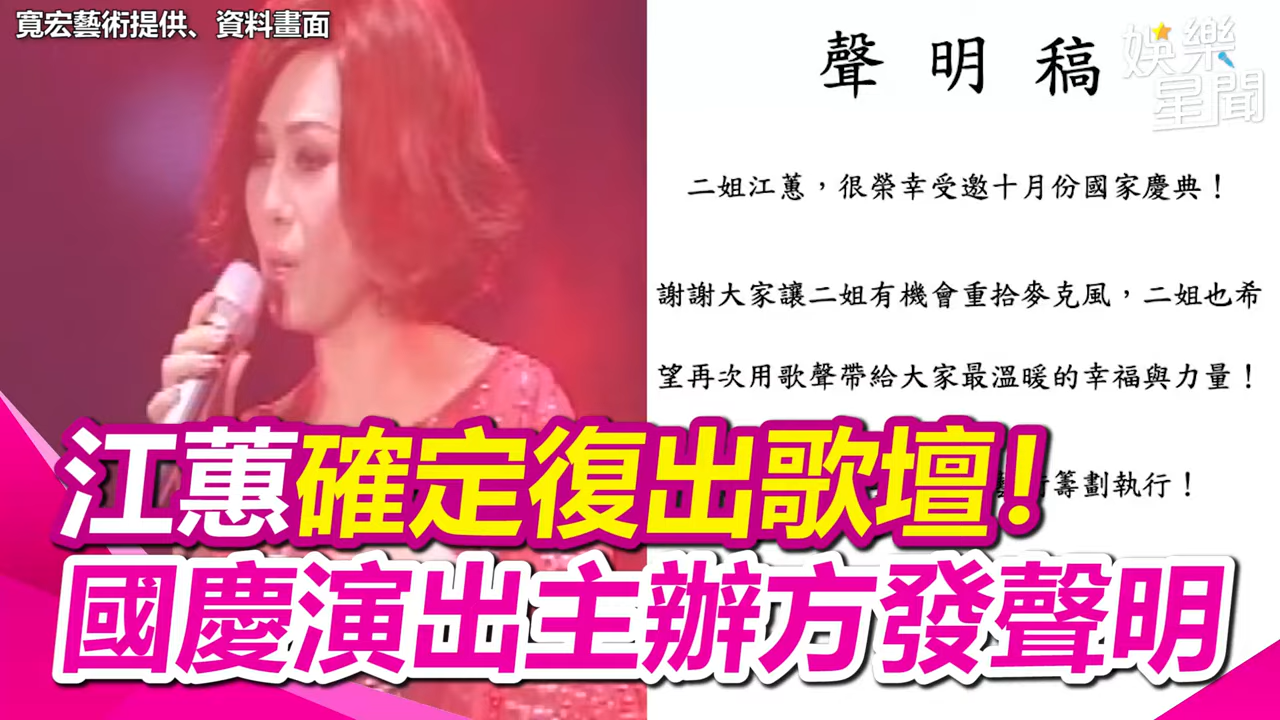 寬宏藝術提供、資料畫面
娛樂星聞
聲明稿
二姐江蕙，很榮幸受邀十月份國家慶典！
謝謝大家讓二姐有機會重拾麥克風，二姐也希
望再次用歌聲帶給大家最溫暖的幸福與力量！
籌劃執行！
江蕙確定復出歌壇！
國慶演出主辦方發聲明